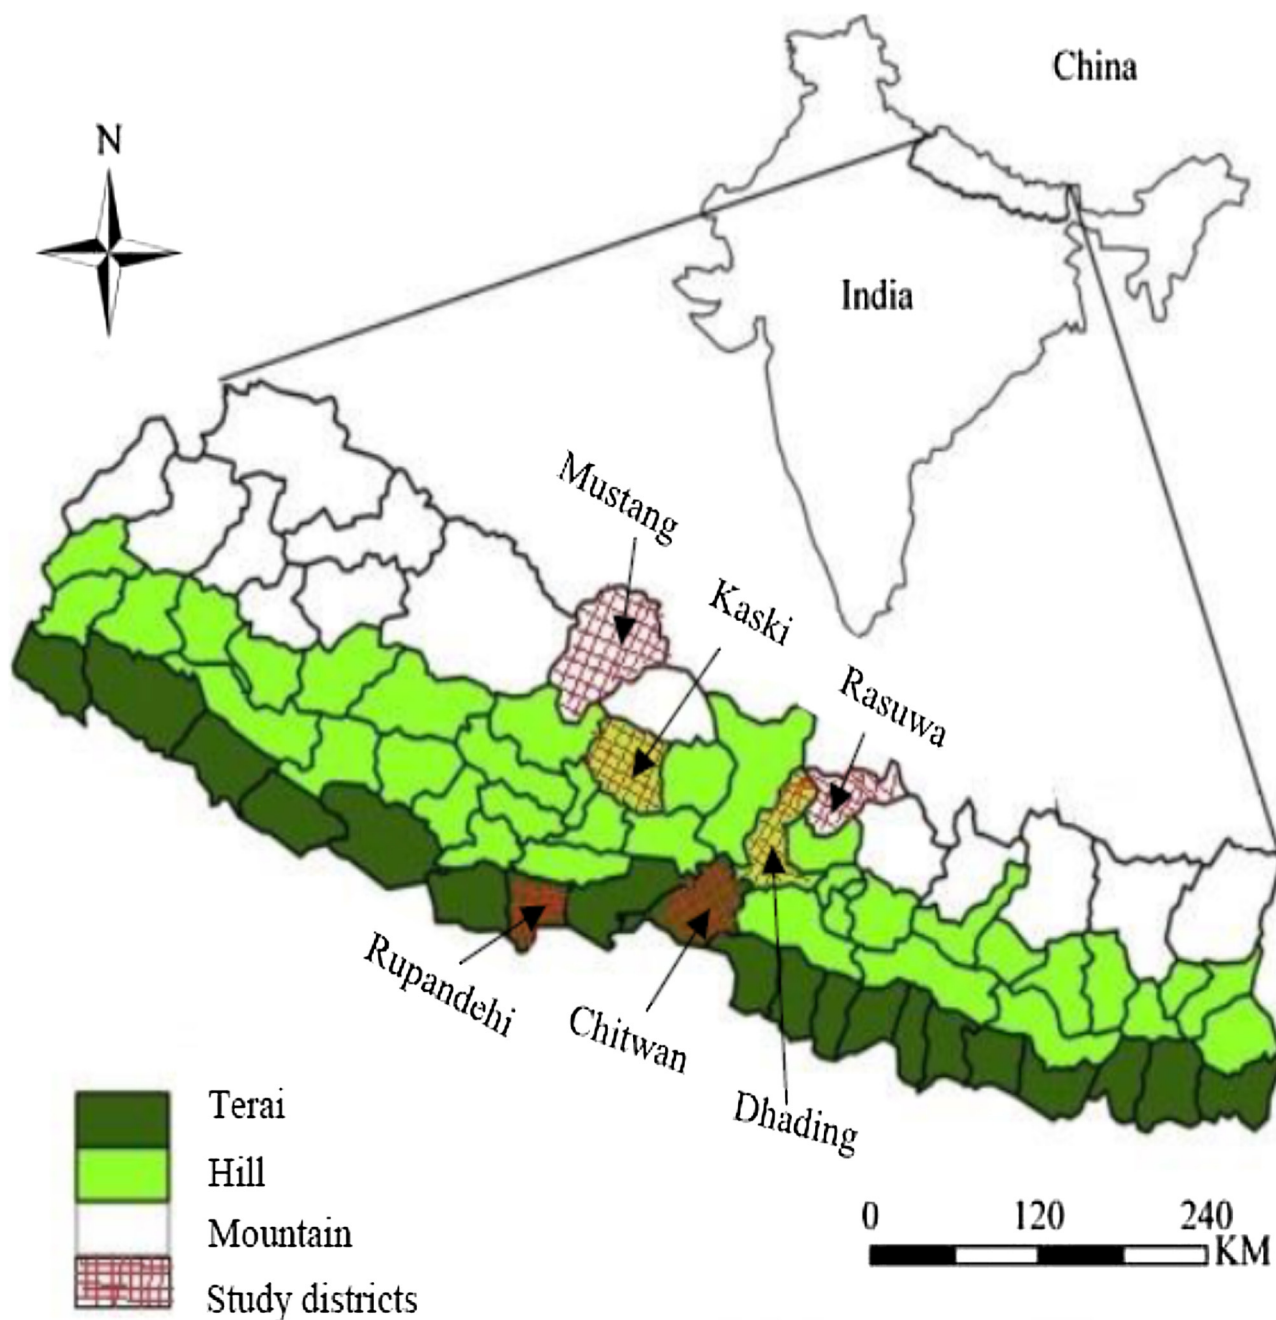 China
N
India
Mustang
Kaski
Rasuwa
Rupandehi
Chitwan
Dhading
Terai
Hill
Mountain
Study districts
0 120 240
KM